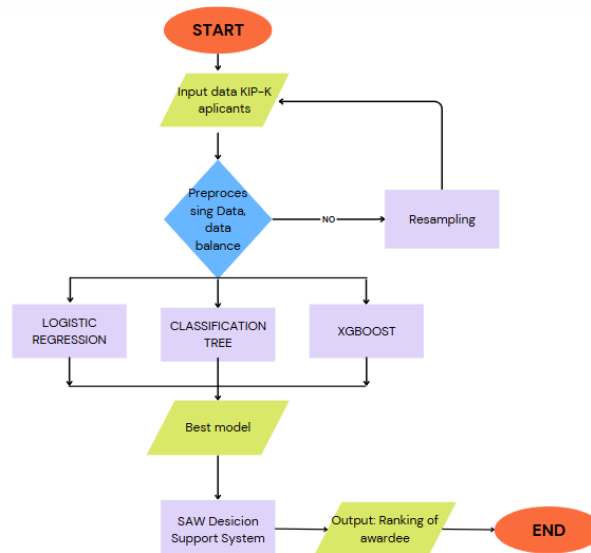 START
Input data KIP-K
aplicants
Preproces
sing Data,
data
balance
NO
Resampling
LOGISTIC
REGRESSION
CLASSIFICATION
TREE
XGBOOST
Best model
SAW Desicion
Support System
Output: Ranking of
awardee
END